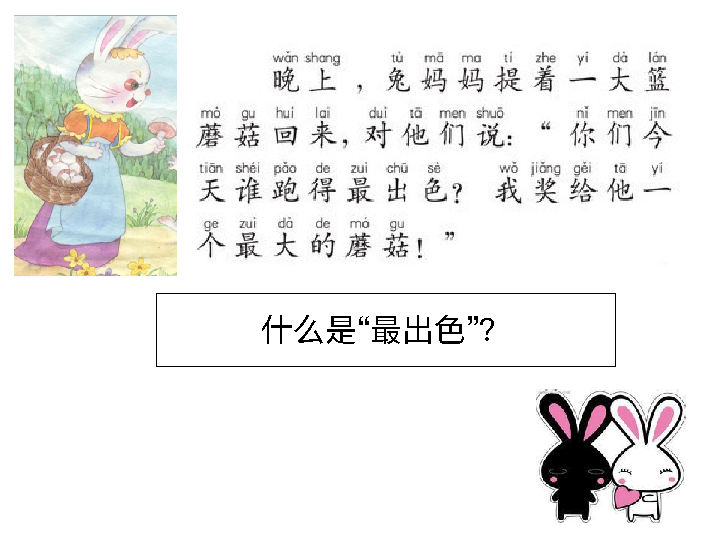 wǎn shang tù mā ma tí zhe yí dà lán
晚上，兔妈妈提着一大篮
mó gu huí lai duì tā men shuō nǐ men jīn
蘑菇回来，对他们说：“你们今
tiān shéi pǎo de zuì chū sè wǒ jiǎng gěi tā yí
天谁跑得最出色？我奖给他一
ge zuì dà de mó gu
个最大的蘑菇！”
什么是“最出色”？